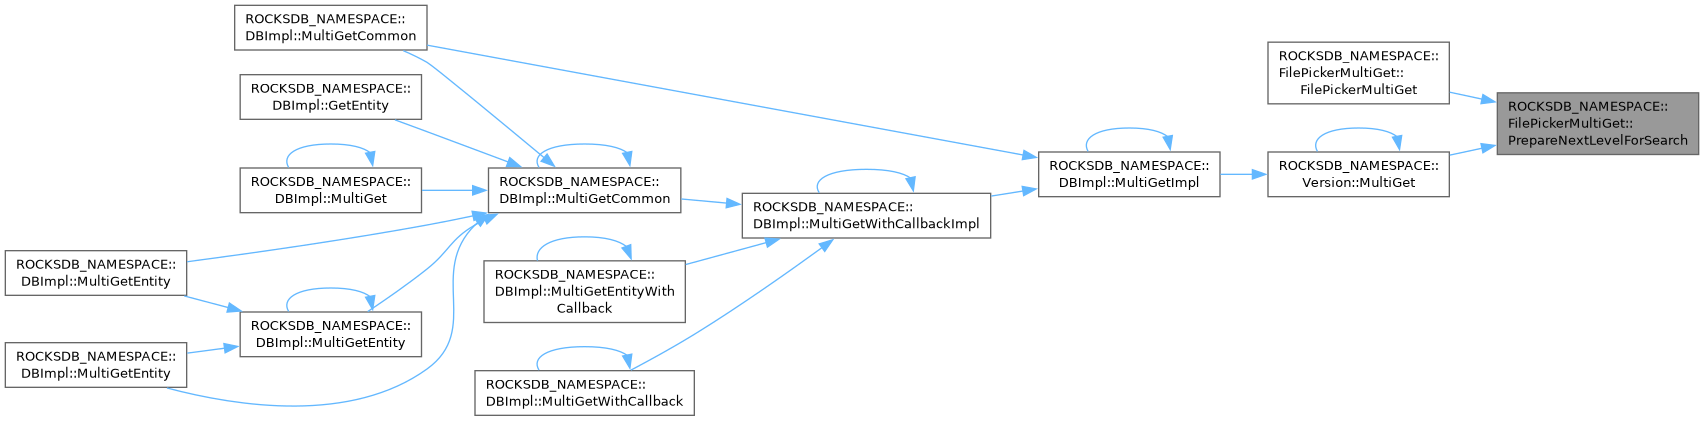 ROCKSDB_NAMESPACE::
DBImpl::MultiGetCommon
ROCKSDB_NAMESPACE::
DBImpl::GetEntity
ROCKSDB_NAMESPACE::
DBImpl::MultiGet
ROCKSDB_NAMESPACE::
DBImpl::MultiGetEntity
ROCKSDB_NAMESPACE::
DBImpl::MultiGetEntity
ROCKSDB_NAMESPACE::
DBImpl::MultiGetEntity
ROCKSDB_NAMESPACE::
DBImpl::MultiGetCommon
ROCKSDB_NAMESPACE::
DBImpl::MultiGetEntityWith
Callback
ROCKSDB_NAMESPACE::
DBImpl::MultiGetWithCallback
ROCKSDB_NAMESPACE::
DBImpl::MultiGetWithCallbackImpl
ROCKSDB_NAMESPACE::
DBImpl::MultiGetImpl
ROCKSDB_NAMESPACE::
FilePickerMultiGet::
FilePickerMultiGet
ROCKSDB_NAMESPACE::
Version::MultiGet
ROCKSDB_NAMESPACE::
FilePickerMultiGet::
PrepareNextLevelForSearch